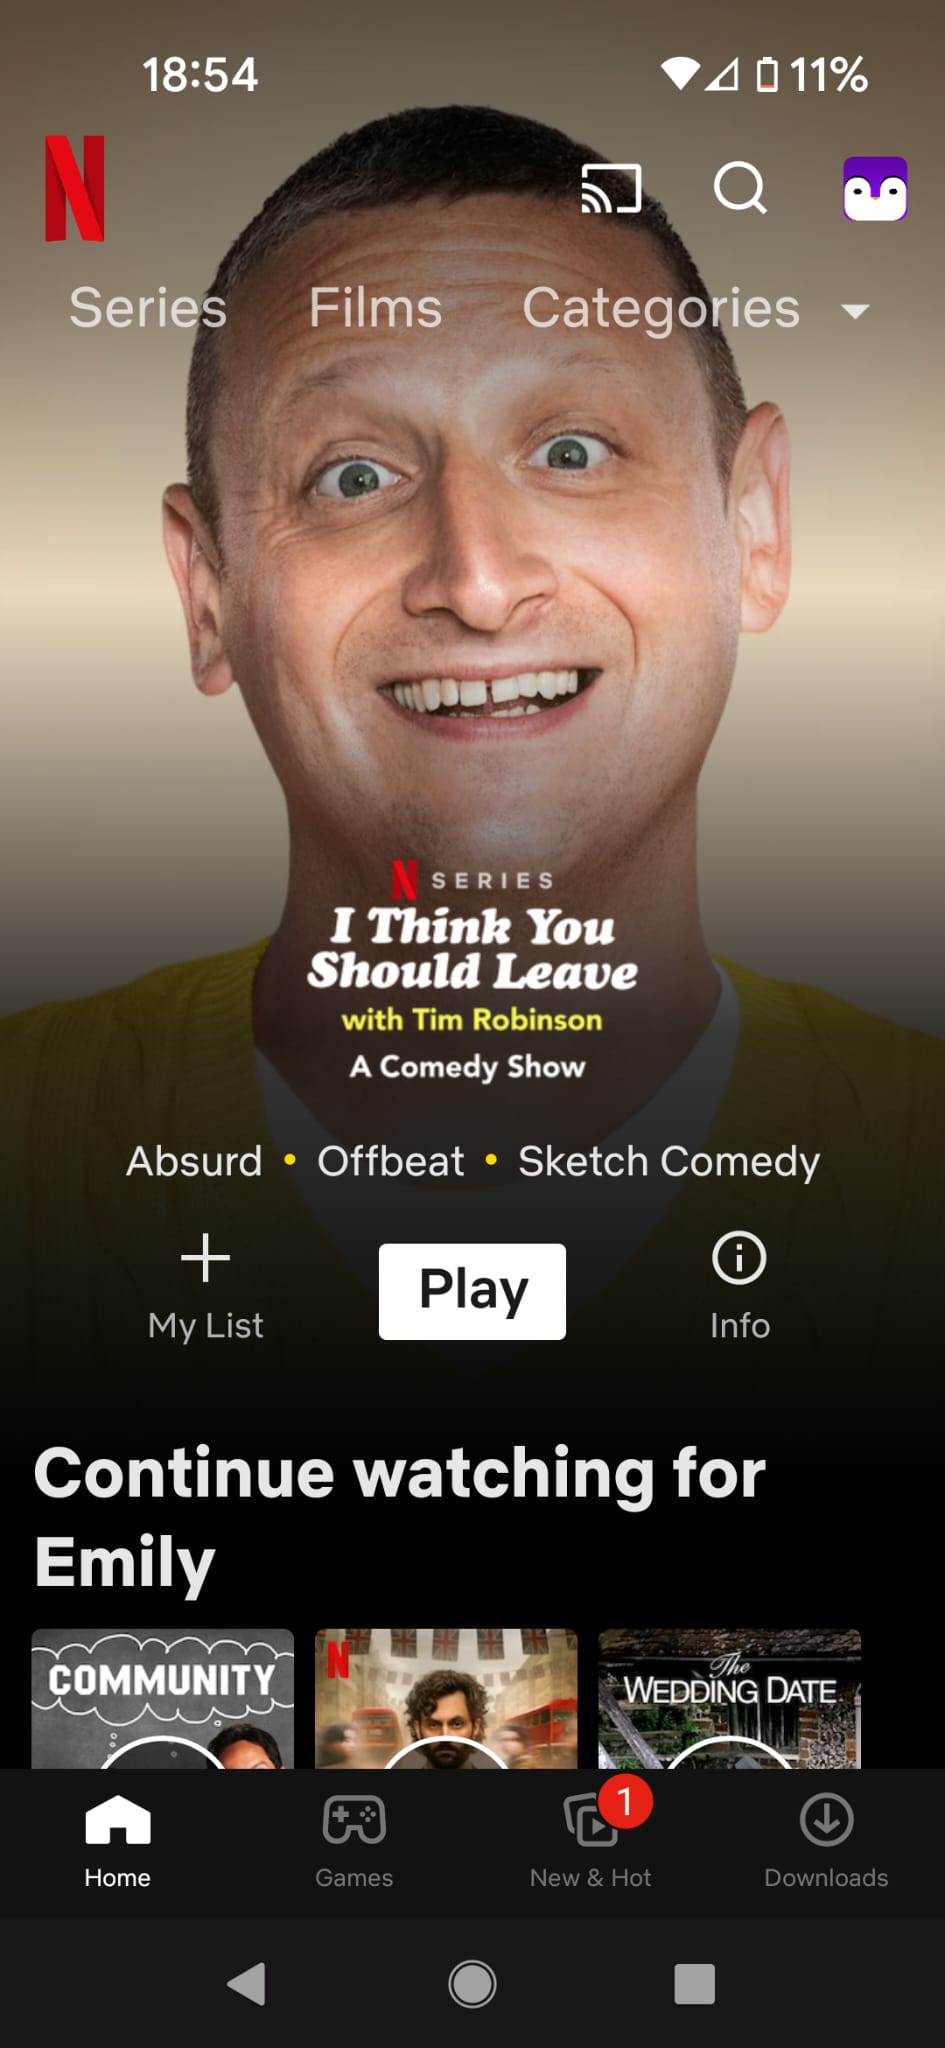 18:54
11%
Series Films Categories
N SERIES
I Think You
Should Leave
with Tim Robinson
A Comedy Show
Absurd • Offbeat • Sketch Comedy
My List
Play
Info
Continue watching for
Emily
COMMUNITY
The
WEDDING DATE
1
Home
Games
New & Hot
Downloads